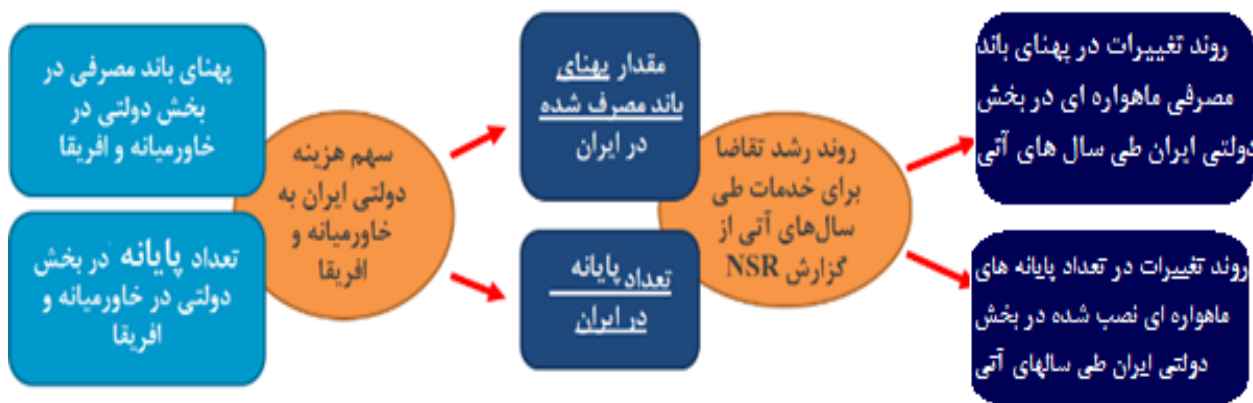 پهنای باند مصرفی در
بخش دولتی در
خاورمیانه و افریقا
تعداد پایانه در بخش
دولتی در خاورمیانه و
افریقا
سهم هزینه
دولتی ایران به
خاورمیانه و
افریقا
مقدار پهنای
باند مصرف شده
در ایران
تعداد پایانه
در ایران
روند رشد تقاضا
برای خدمات طی
سال‌های آتی از
گزارش NSR
روند تغییرات در پهنای باند
مصرفی ماهواره ای در بخش
دولتی ایران طی سال های آتی
روند تغییرات در تعداد پایانه های
ماهواره ای نصب شده در بخش
دولتی ایران طی سالهای آتی